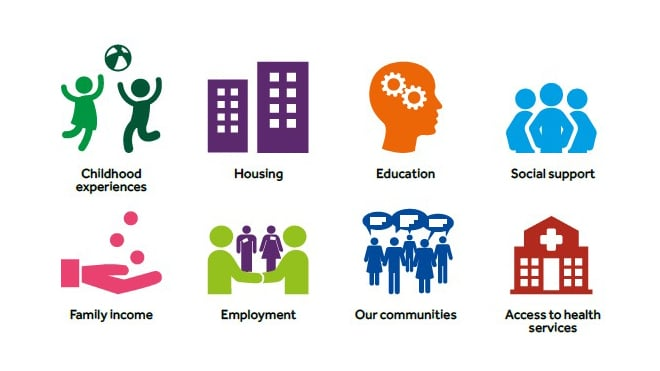 Childhood
experiences
Housing
Education
Social support
Family income
Employment
Our communities
Access to health
services